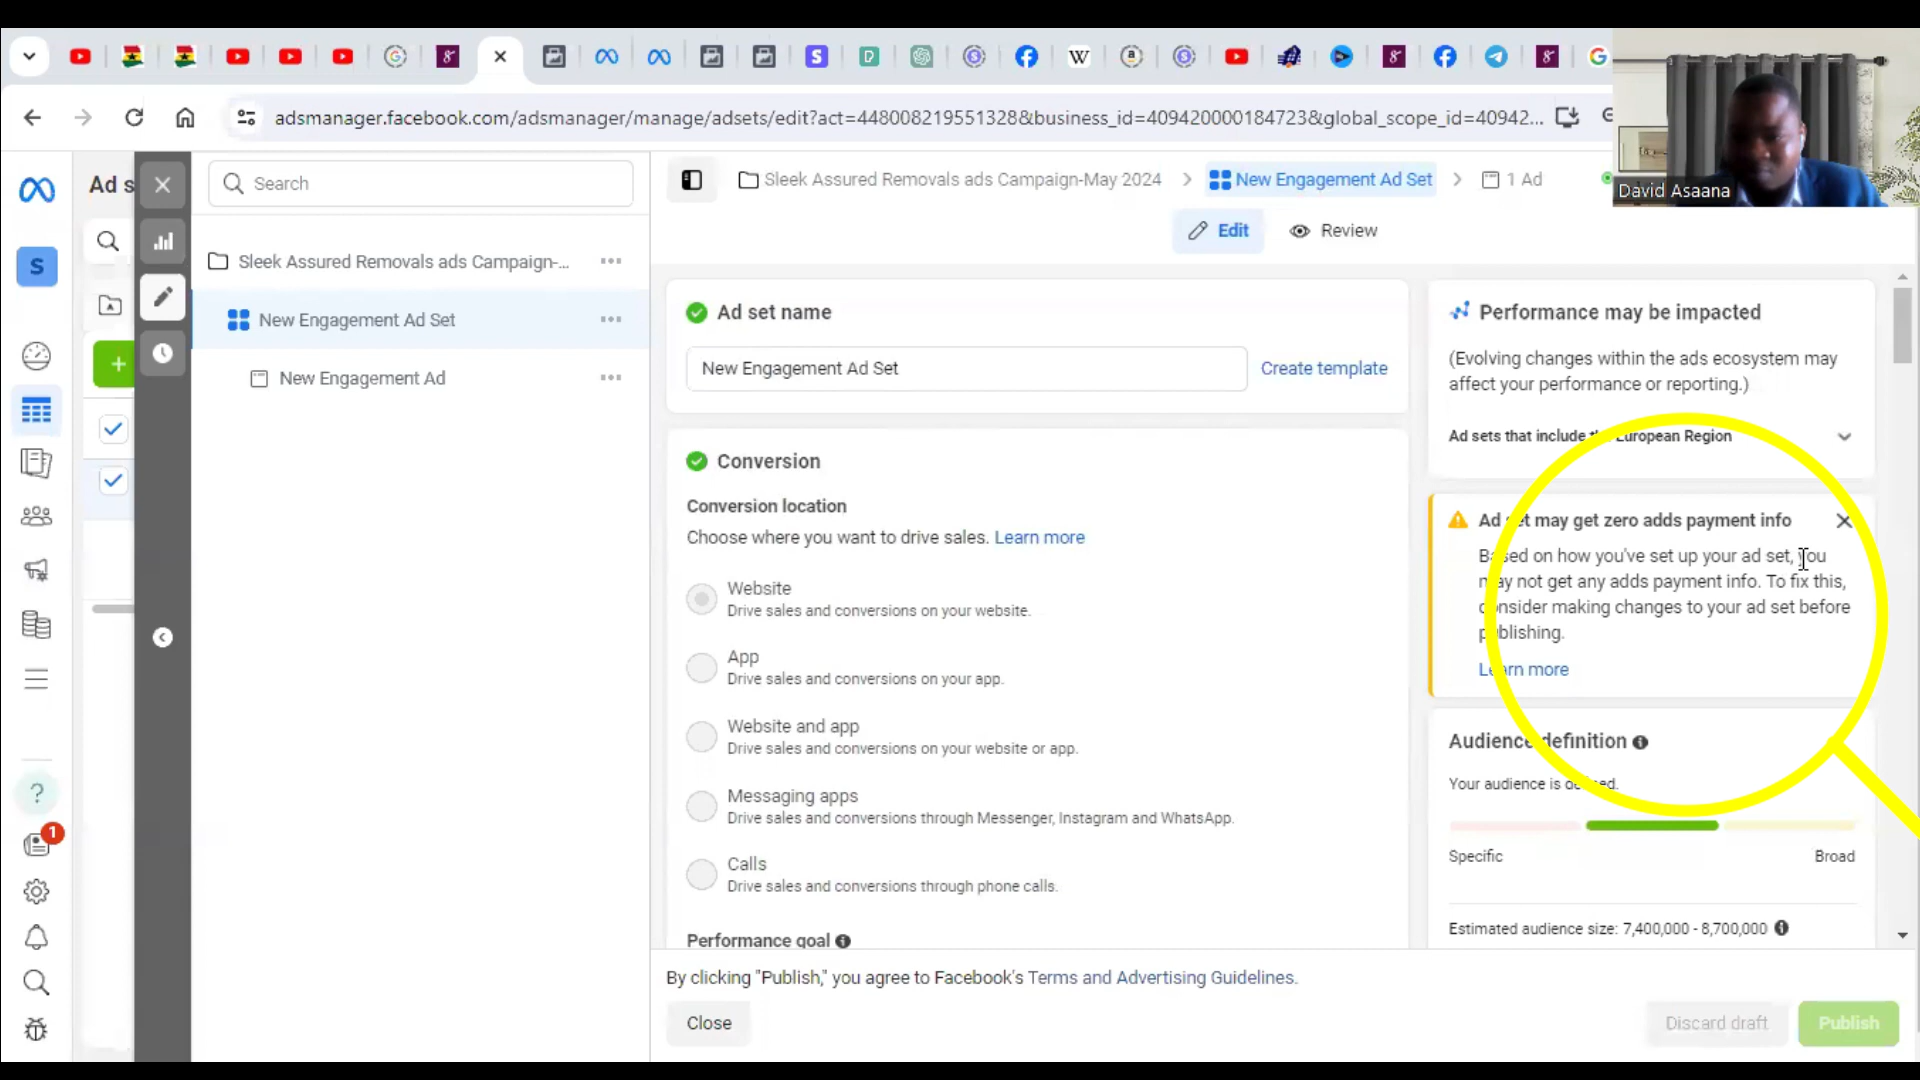 adsmanager.facebook.com/adsmanager/manage/adsets/edit?act=448008219551328&business_id=409420000184723&global_scope_id=40942...
David Asaana
Ad s
Search
Sleek Assured Removals ads Campaign-May 2024
New Engagement Ad Set
1 Ad
Edit
Review
S
Sleek Assured Removals ads Campaign-...
New Engagement Ad Set
New Engagement Ad
Ad set name
New Engagement Ad Set
Create template
Conversion
Conversion location
Choose where you want to drive sales. Learn more
Website
Drive sales and conversions on your website.
App
Drive sales and conversions on your app.
Website and app
Drive sales and conversions on your website or app.
Messaging apps
Drive sales and conversions through Messenger, Instagram and WhatsApp.
Calls
Drive sales and conversions through phone calls.
Performance goal
Performance may be impacted
(Evolving changes within the ads ecosystem may
affect your performance or reporting.)
Ad sets that include the European Region
Ad set may get zero adds payment info
Based on how you've set up your ad set, you
may not get any adds payment info. To fix this,
consider making changes to your ad set before
publishing.
Learn more
Audience definition
Your audience is defined.
Specific
Broad
Estimated audience size: 7,400,000 - 8,700,000
1
By clicking "Publish," you agree to Facebook's Terms and Advertising Guidelines.
Close
Discard draft
Publish